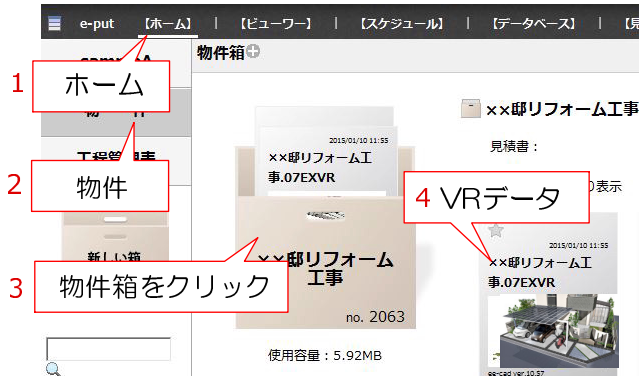 e-put 【ホーム】 | 【ビューワー】 | 【スケジュール】 | 【データベース】 | 【見
物件箱
1 ホーム
2 物件
3 物件箱をクリック
新しい箱
2015/01/10 11:55
××邸リフォーム工
事.07EXVR
××邸リフォーム
工事
no. 2063
使用容量：5.92MB
××邸リフォーム工事
見積書：
表示
4 VRデータ
2015/01/10 11:55
××邸リフォーム工
事.07EXVR
gg-cad ver.10.57